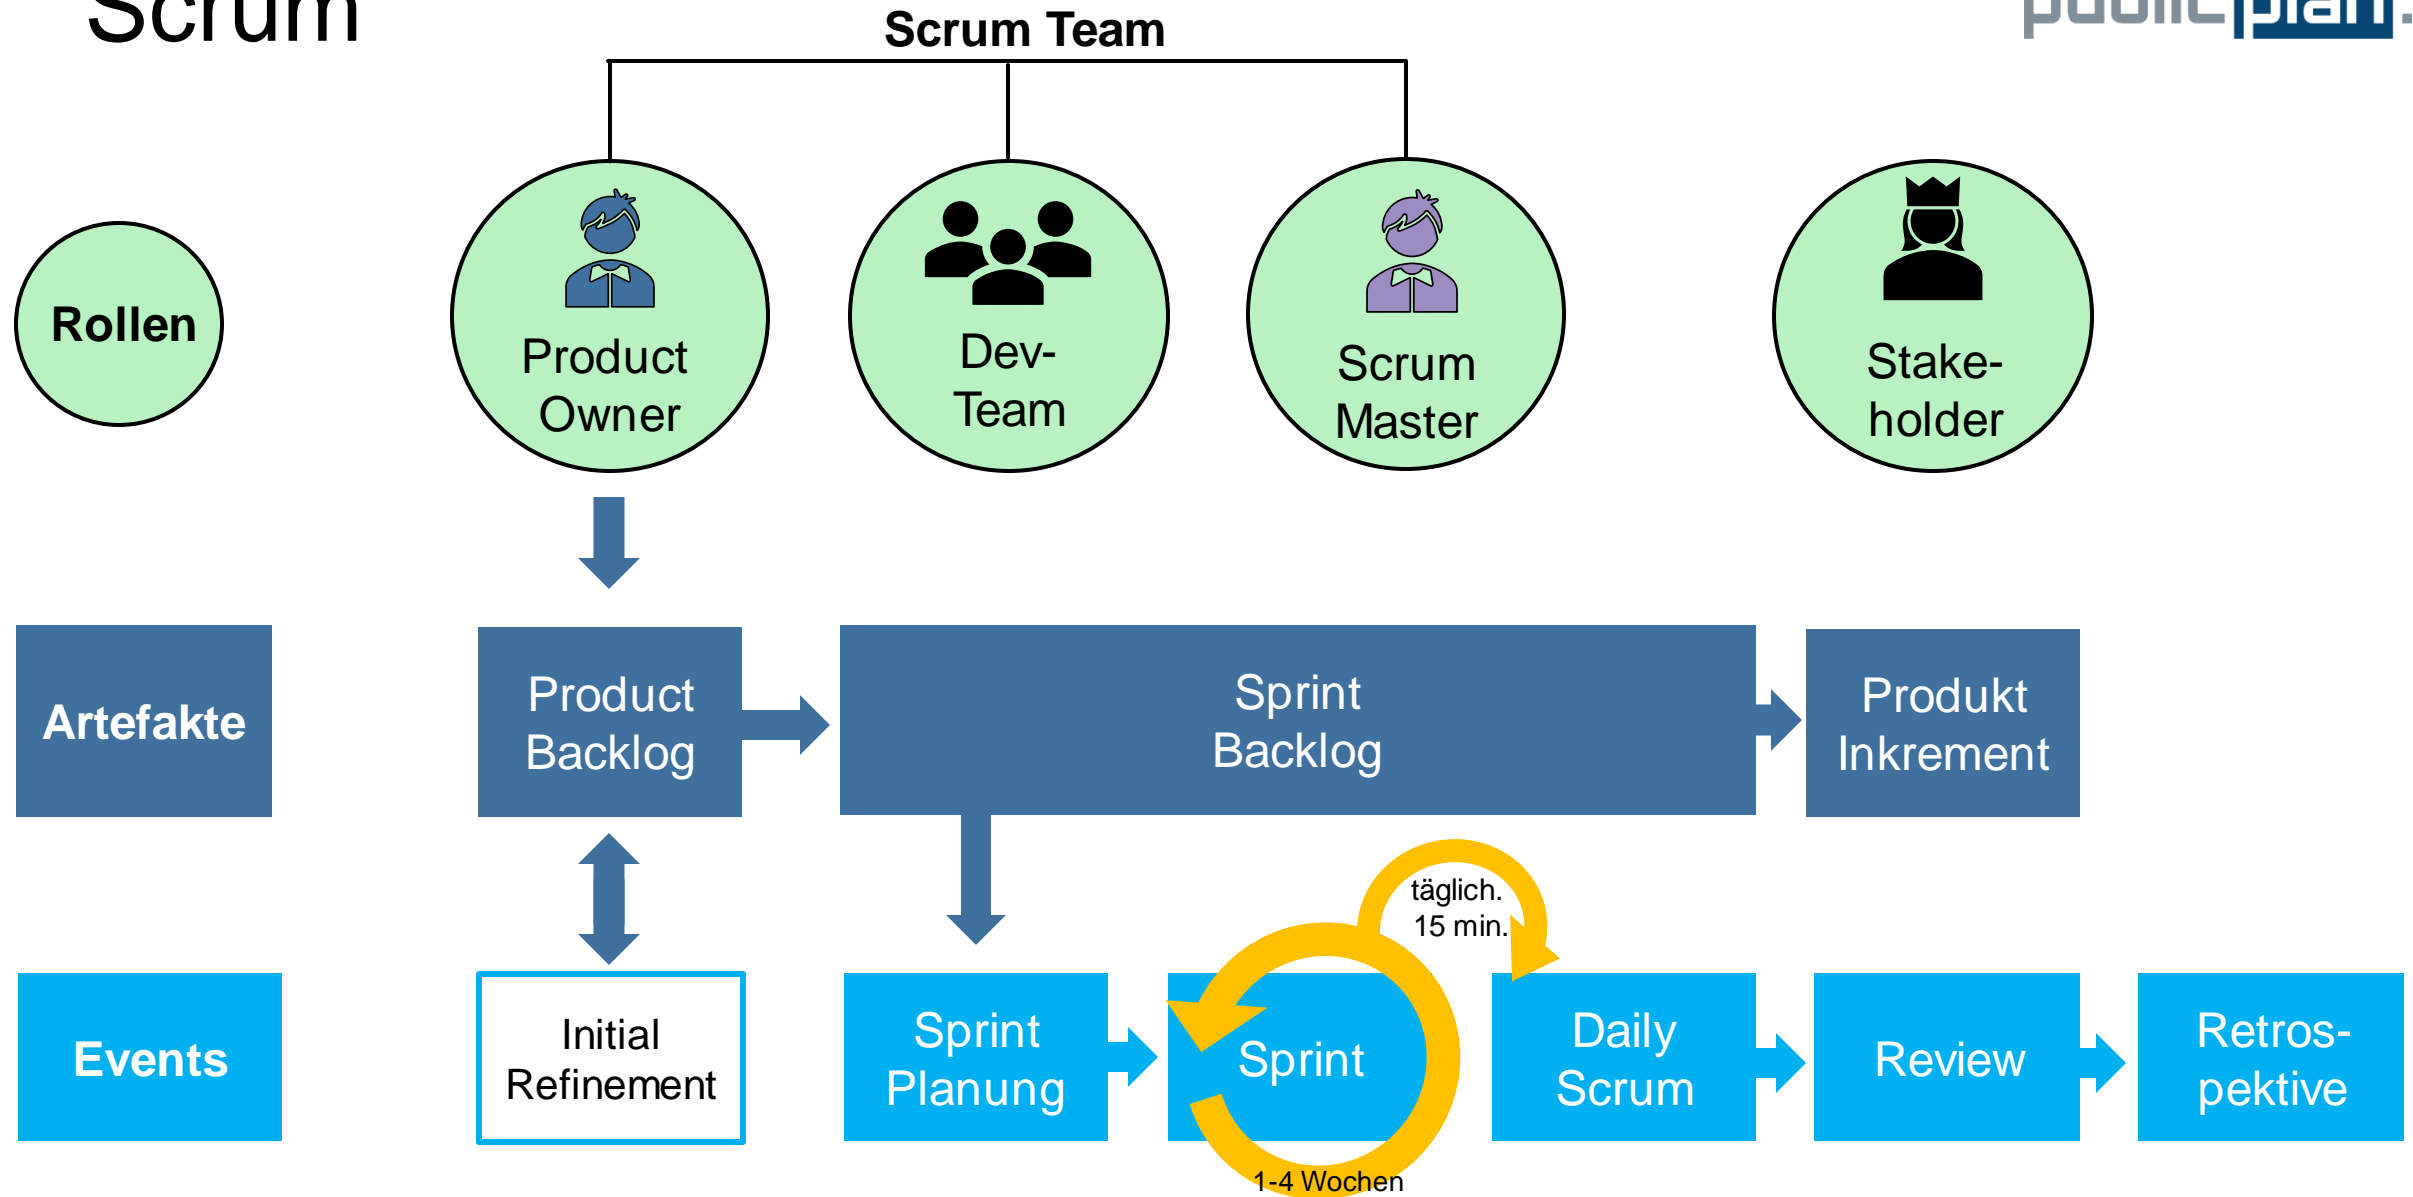 Scrum
publicplan.
Scrum Team
Rollen
Product
Owner
Dev-
Team
Scrum
Master
Stake-
holder
Artefakte
Product
Backlog
Sprint
Backlog
Produkt
Inkrement
täglich.
15 min.
Events
Initial
Refinement
Sprint
Planung
Sprint
Daily
Scrum
Review
Retros-
pektive
1-4 Wochen